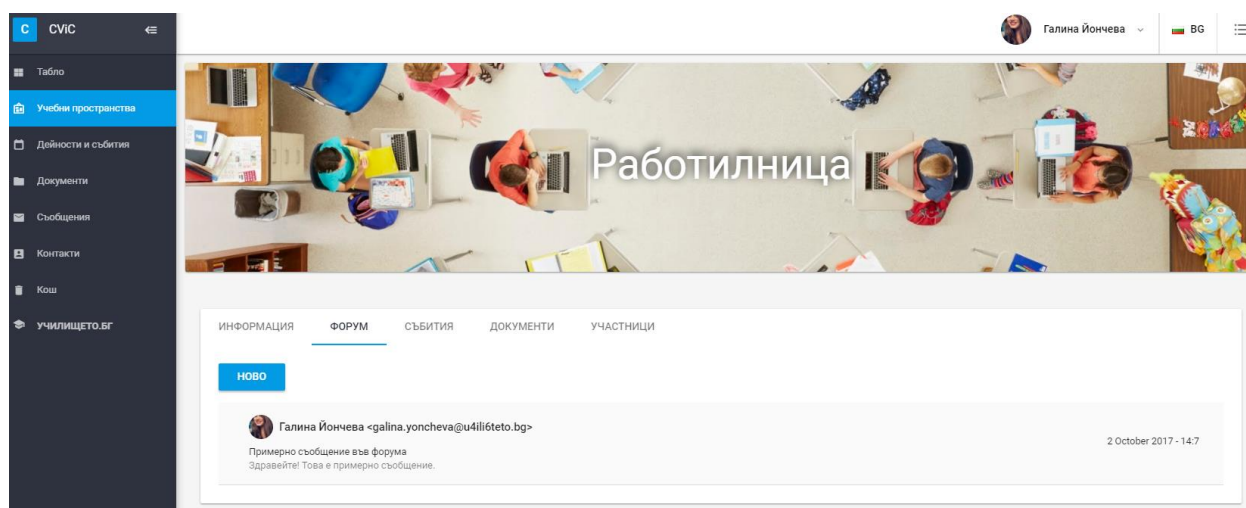 C CViC
Галина Йончева
BG
Табло
Учебни пространства
Дейности и събития
Документи
Съобщения
Контакти
Кош
УЧИЛИЩЕТО.БГ
Работилница
ИНФОРМАЦИЯ ФОРУМ СЪБИТИЯ ДОКУМЕНТИ УЧАСТНИЦИ
НОВО
Галина Йончева <galina.yoncheva@u4ili6teto.bg>
2 October 2017 - 14:7
Примерно съобщение във форума
Здравейте! Това е примерно съобщение.